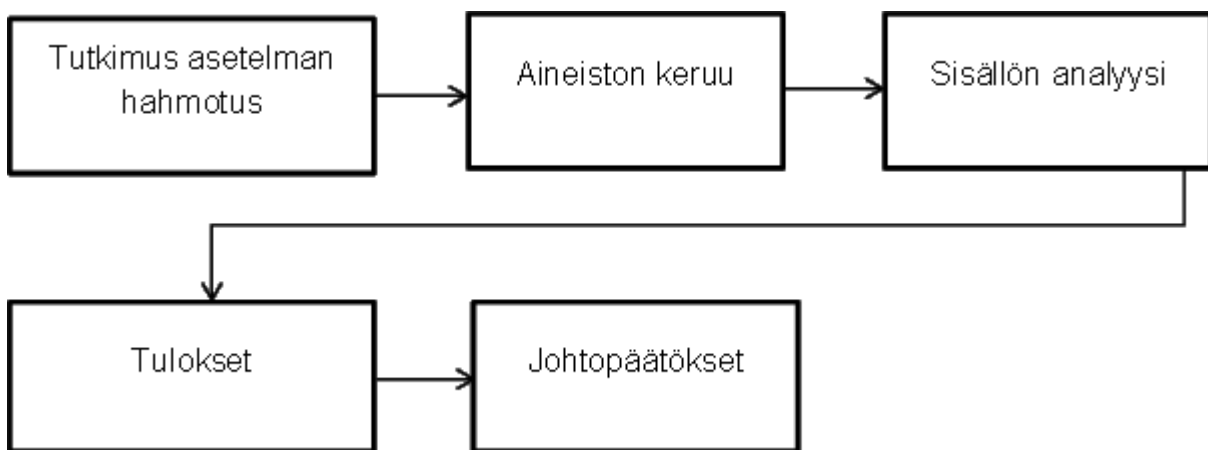 Tutkimus asetelman
hahmotus
Aineiston keruu
Sisällön analyysi
Tulokset
Johtopäätökset